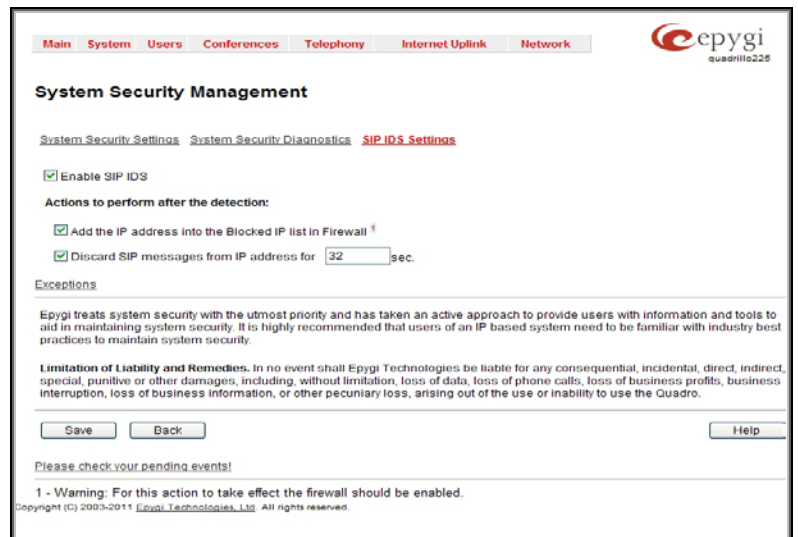 epygi
quadrillo226
Main System Users Conferences Telephony Internet Uplink Network
System Security Management
System Security Settings System Security Diagnostics SIP IDS Settings
Enable SIP IDS
Actions to perform after the detection:
Add the IP address into the Blocked IP list in Firewall 1
Discard SIP messages from IP address for 32 sec.
Exceptions
Epygi treats system security with the utmost priority and has taken an active approach to provide users with information and tools to
aid in maintaining system security. It is highly recommended that users of an IP based system need to be familiar with industry best
practices to maintain system security.
Limitation of Liability and Remedies. In no event shall Epygi Technologies be liable for any consequential, incidental, direct, indirect,
special, punitive or other damages, including, without limitation, loss of data, loss of phone calls, loss of business profits, business
interruption, loss of business information, or other pecuniary loss, arising out of the use or inability to use the Quadro.
Save Back Help
Please check your pending events!
1 - Warning: For this action to take effect the firewall should be enabled.
Copyright (C) 2003-2011 Epygi Technologies, Ltd. All rights reserved.